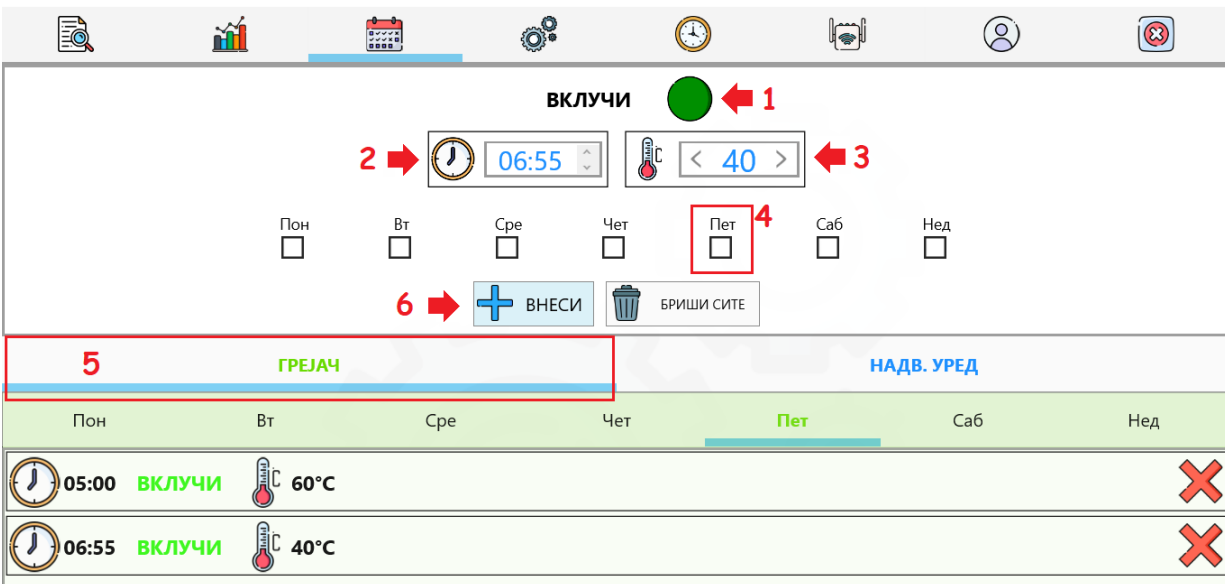 ВКЛУЧИ 1
2 06:55 C < 40 > 3
Пон Вт Сре Чет Пет Саб Нед 4
6 ВНЕСИ БРИШИ СИТЕ
5 ГРЕЈАЧ НАДВ. УРЕД
Пон Вт Сре Чет Пет Саб Нед
05:00 ВКЛУЧИ C 60°C
06:55 ВКЛУЧИ C 40°C